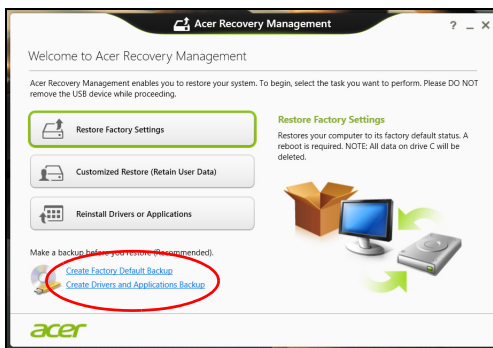 Acer Recovery Management
? _ X
Welcome to Acer Recovery Management
Acer Recovery Management enables you to restore your system. To begin, select the task you want to perform. Please DO NOT
remove the USB device while proceeding.
Restore Factory Settings
Customized Restore (Retain User Data)
Reinstall Drivers or Applications
Restore Factory Settings
Restores your computer to its factory default status. A
reboot is required. NOTE: All data on drive C will be
deleted.
Make a backup before you restore (Recommended).
Create Factory Default Backup
Create Drivers and Applications Backup
acer